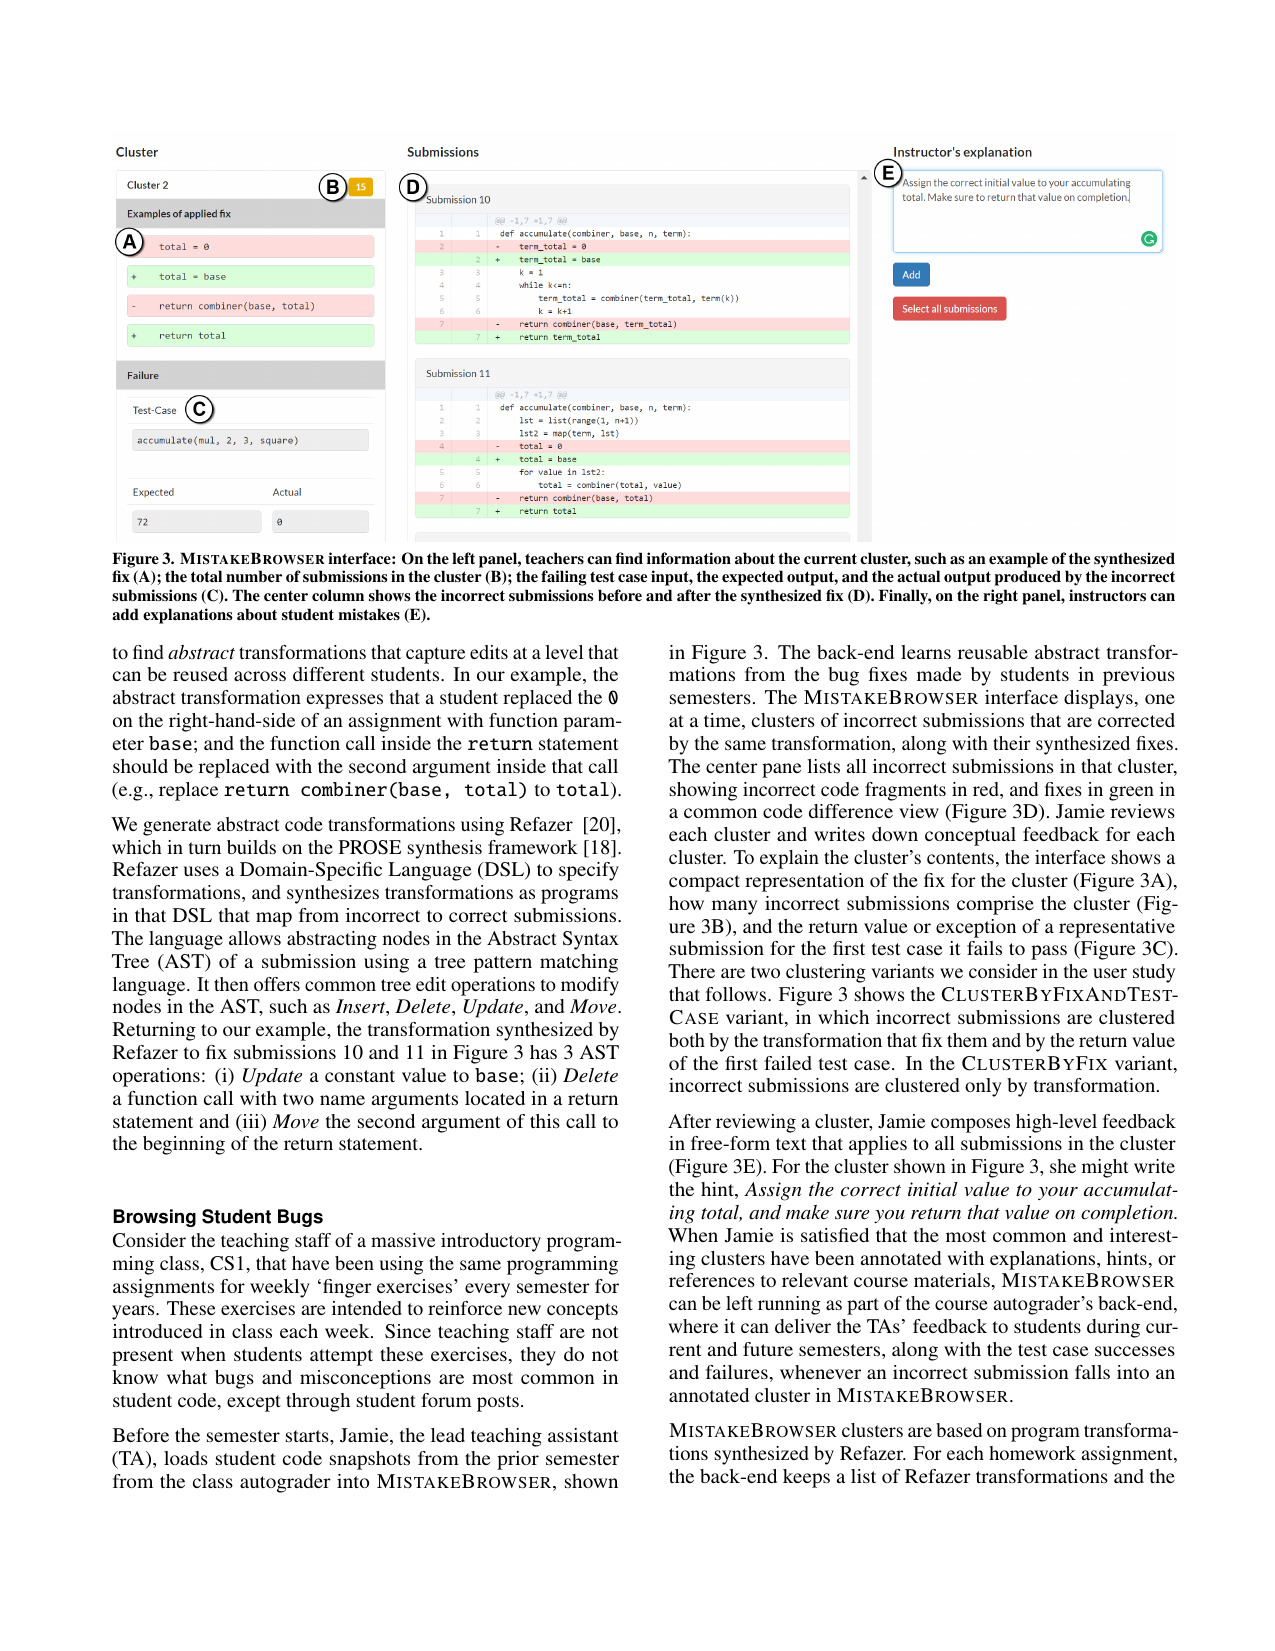 Cluster
Cluster 2
B
15
Examples of applied fix
A
total = 0
+ total = base
- return combiner(base, total)
+ return total
Failure
Test-Case
C
accumulate(mul, 2, 3, square)
Expected
Actual
72
0
Submissions
D
Submission 10
@@ -1,7 +1,7 @@
1 1 def accumulate(combiner, base, n, term):
2 - term_total = 0
2 + term_total = base
3 3 k = 1
4 4 while k<=n:
5 5 term_total = combiner(term_total, term(k))
6 6 k = k+1
7 - return combiner(base, term_total)
7 + return term_total
Submission 11
@@ -1,7 +1,7 @@
1 1 def accumulate(combiner, base, n, term):
2 2 lst = list(range(1, n+1))
3 3 lst2 = map(term, lst)
4 - total = 0
4 + total = base
5 5 for value in lst2:
6 6 total = combiner(total, value)
7 - return combiner(base, total)
7 + return total
Instructor's explanation
E
Assign the correct initial value to your accumulating
total. Make sure to return that value on completion.
Add
Select all submissions
Figure 3. MISTAKEBROWSER interface: On the left panel, teachers can find information about the current cluster, such as an example of the synthesized
fix (A); the total number of submissions in the cluster (B); the failing test case input, the expected output, and the actual output produced by the incorrect
submissions (C). The center column shows the incorrect submissions before and after the synthesized fix (D). Finally, on the right panel, instructors can
add explanations about student mistakes (E).
to find abstract transformations that capture edits at a level that
can be reused across different students. In our example, the
abstract transformation expresses that a student replaced the 0
on the right-hand-side of an assignment with function param-
eter base; and the function call inside the return statement
should be replaced with the second argument inside that call
(e.g., replace return combiner(base, total) to total).
We generate abstract code transformations using Refazer [20],
which in turn builds on the PROSE synthesis framework [18].
Refazer uses a Domain-Specific Language (DSL) to specify
transformations, and synthesizes transformations as programs
in that DSL that map from incorrect to correct submissions.
The language allows abstracting nodes in the Abstract Syntax
Tree (AST) of a submission using a tree pattern matching
language. It then offers common tree edit operations to modify
nodes in the AST, such as Insert, Delete, Update, and Move.
Returning to our example, the transformation synthesized by
Refazer to fix submissions 10 and 11 in Figure 3 has 3 AST
operations: (i) Update a constant value to base; (ii) Delete
a function call with two name arguments located in a return
statement and (iii) Move the second argument of this call to
the beginning of the return statement.
Browsing Student Bugs
Consider the teaching staff of a massive introductory program-
ming class, CS1, that have been using the same programming
assignments for weekly ‘finger exercises’ every semester for
years. These exercises are intended to reinforce new concepts
introduced in class each week. Since teaching staff are not
present when students attempt these exercises, they do not
know what bugs and misconceptions are most common in
student code, except through student forum posts.
Before the semester starts, Jamie, the lead teaching assistant
(TA), loads student code snapshots from the prior semester
from the class autograder into MISTAKEBROWSER, shown
in Figure 3. The back-end learns reusable abstract transfor-
mations from the bug fixes made by students in previous
semesters. The MISTAKEBROWSER interface displays, one
at a time, clusters of incorrect submissions that are corrected
by the same transformation, along with their synthesized fixes.
The center pane lists all incorrect submissions in that cluster,
showing incorrect code fragments in red, and fixes in green in
a common code difference view (Figure 3D). Jamie reviews
each cluster and writes down conceptual feedback for each
cluster. To explain the cluster's contents, the interface shows a
compact representation of the fix for the cluster (Figure 3A),
how many incorrect submissions comprise the cluster (Fig-
ure 3B), and the return value or exception of a representative
submission for the first test case it fails to pass (Figure 3C).
There are two clustering variants we consider in the user study
that follows. Figure 3 shows the CLUSTERBYFIXANDTEST-
CASE variant, in which incorrect submissions are clustered
both by the transformation that fix them and by the return value
of the first failed test case. In the CLUSTERBYFIX variant,
incorrect submissions are clustered only by transformation.
After reviewing a cluster, Jamie composes high-level feedback
in free-form text that applies to all submissions in the cluster
(Figure 3E). For the cluster shown in Figure 3, she might write
the hint, Assign the correct initial value to your accumulat-
ing total, and make sure you return that value on completion.
When Jamie is satisfied that the most common and interest-
ing clusters have been annotated with explanations, hints, or
references to relevant course materials, MISTAKEBROWSER
can be left running as part of the course autograder's back-end,
where it can deliver the TAs' feedback to students during cur-
rent and future semesters, along with the test case successes
and failures, whenever an incorrect submission falls into an
annotated cluster in MISTAKEBROWSER.
MISTAKEBROWSER clusters are based on program transforma-
tions synthesized by Refazer. For each homework assignment,
the back-end keeps a list of Refazer transformations and the